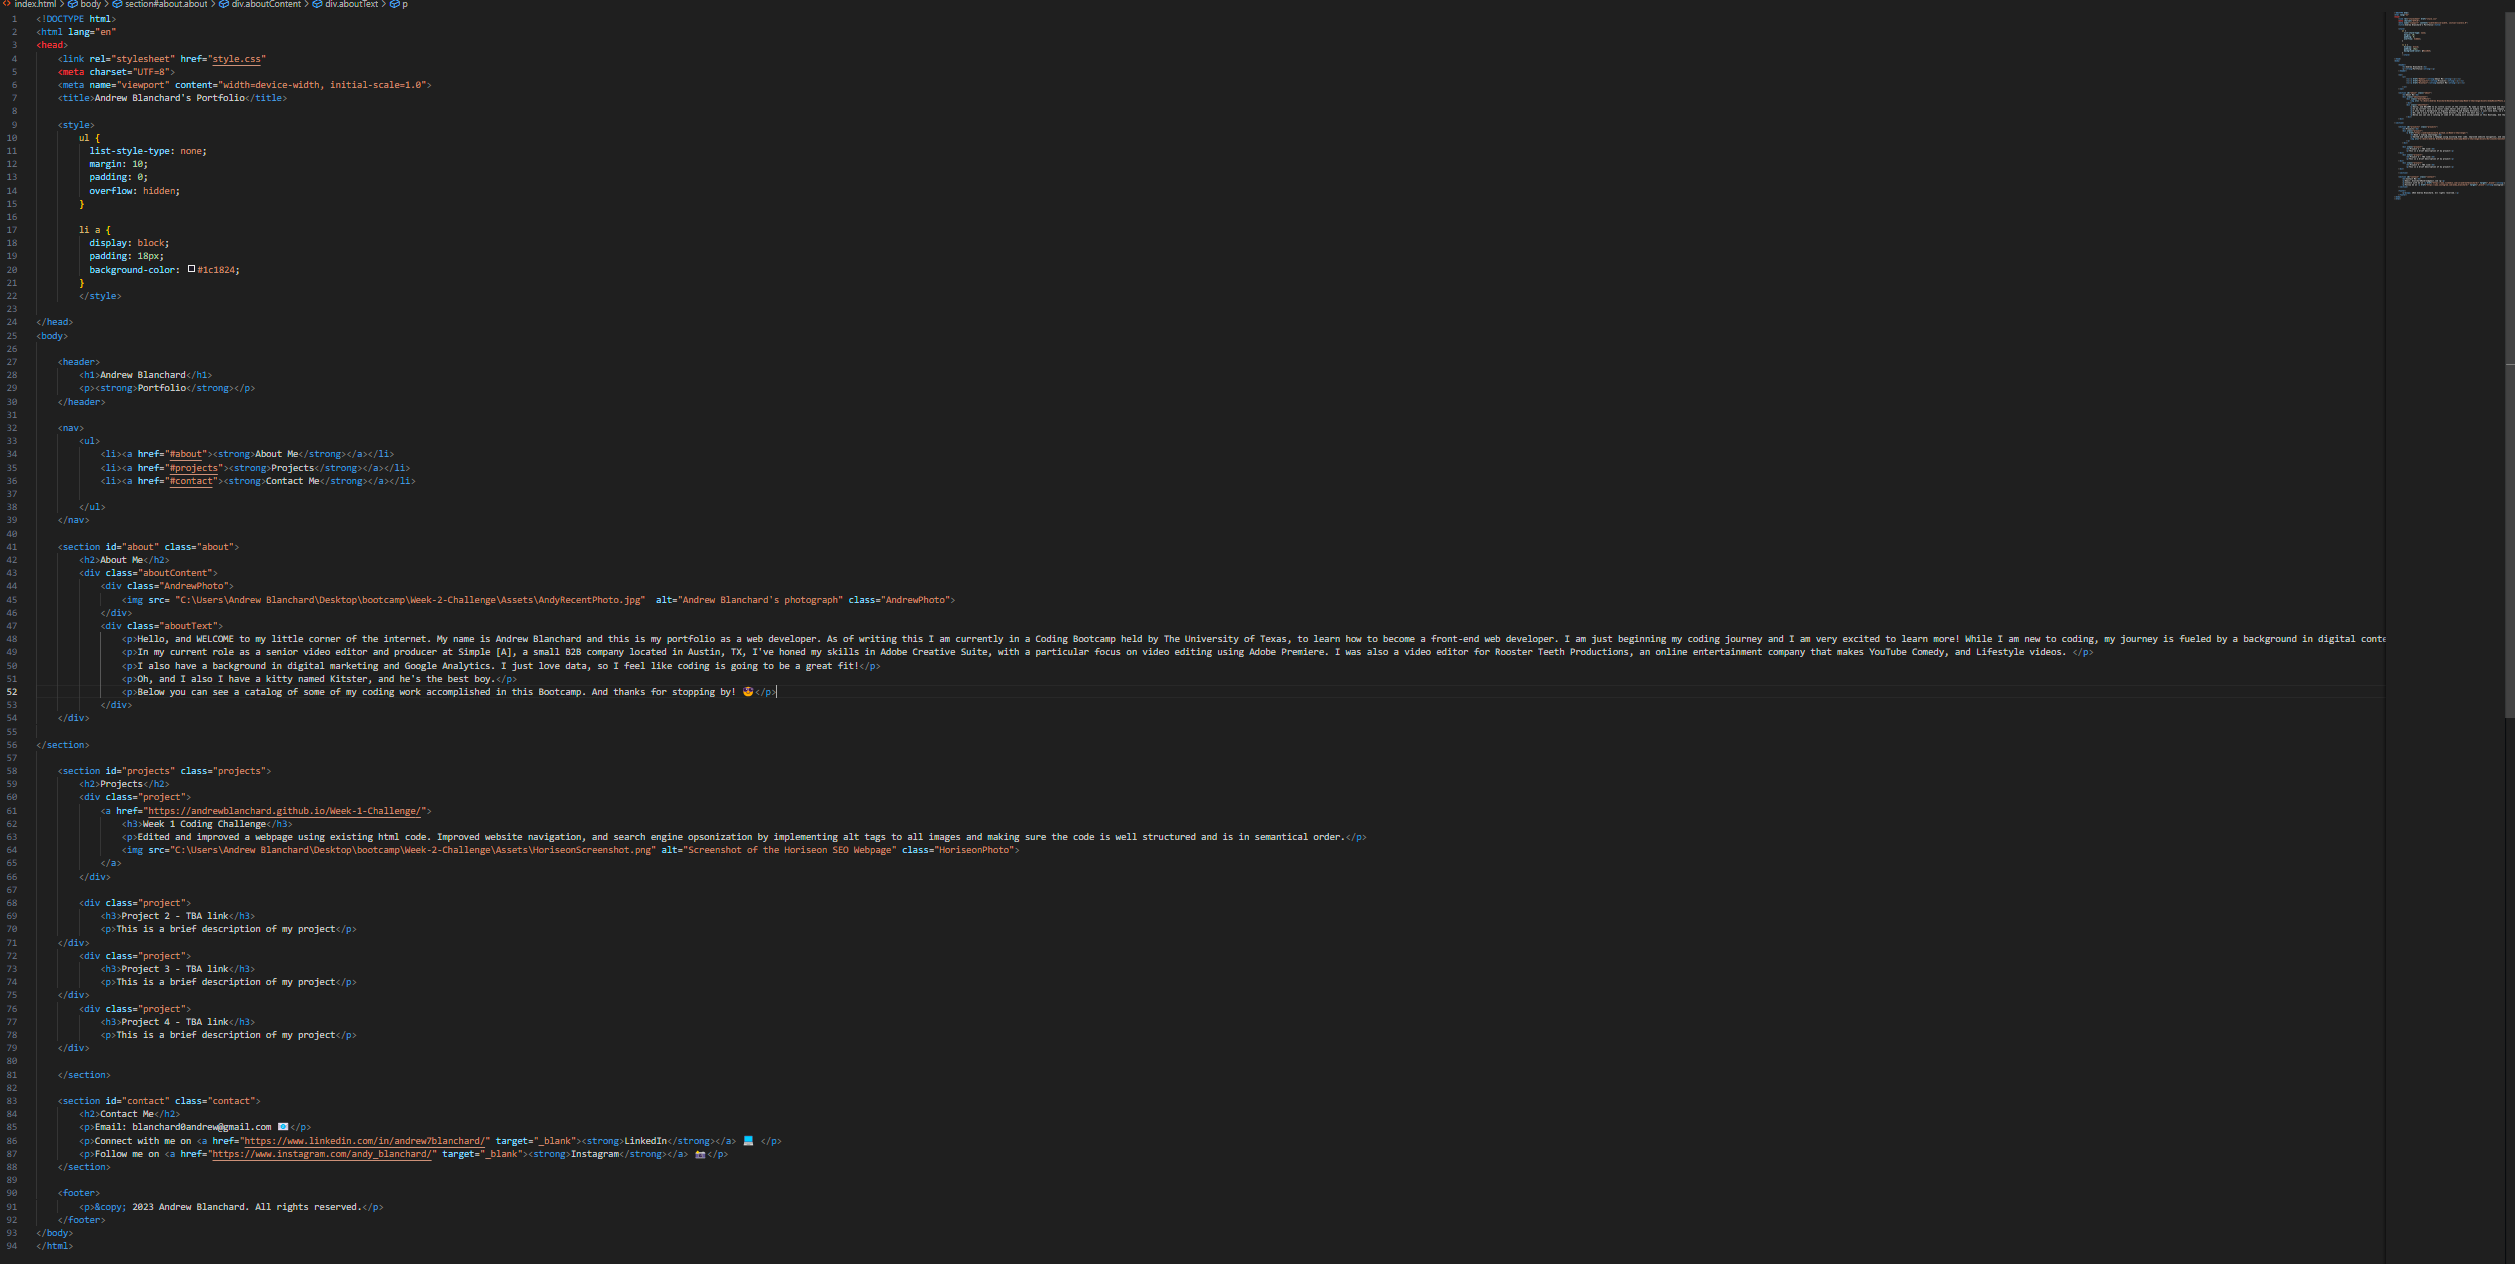 index.html > body > section#about.about > div.aboutContent > div.aboutText > p
1 <!DOCTYPE html>
2 <html lang="en"
3 <head>
4 <link rel="stylesheet" href="style.css"
5 <meta charset="UTF=8">
6 <meta name="viewport" content="width=device-width, initial-scale=1.0">
7 <title>Andrew Blanchard's Portfolio</title>
8
9 <style>
10 ul {
11 list-style-type: none;
12 margin: 10;
13 padding: 0;
14 overflow: hidden;
15 }
16
17 li a {
18 display: block;
19 padding: 18px;
20 background-color: #1c1824;
21 }
22 </style>
23
24 </head>
25 <body>
26
27 <header>
28 <h1>Andrew Blanchard</h1>
29 <p><strong>Portfolio</strong></p>
30 </header>
31
32 <nav>
33 <ul>
34 <li><a href="#about"><strong>About Me</strong></a></li>
35 <li><a href="#projects"><strong>Projects</strong></a></li>
36 <li><a href="#contact"><strong>Contact Me</strong></a></li>
37
38 </ul>
39 </nav>
40
41 <section id="about" class="about">
42 <h2>About Me</h2>
43 <div class="aboutContent">
44 <div class="AndrewPhoto">
45 <img src= "C:\Users\Andrew Blanchard\Desktop\bootcamp\Week-2-Challenge\Assets\AndyRecentPhoto.jpg"  alt="Andrew Blanchard's photograph" class="AndrewPhoto">
46 </div>
47 <div class="aboutText">
48 <p>Hello, and WELCOME to my little corner of the internet. My name is Andrew Blanchard and this is my portfolio as a web developer. As of writing this I am currently in a Coding Bootcamp held by The University of Texas, to learn how to become a front-end web developer. I am just beginning my coding journey and I am very excited to learn more! While I am new to coding, my journey is fueled by a background in digital conte
49 <p>In my current role as a senior video editor and producer at Simple [A], a small B2B company located in Austin, TX, I've honed my skills in Adobe Creative Suite, with a particular focus on video editing using Adobe Premiere. I was also a video editor for Rooster Teeth Productions, an online entertainment company that makes YouTube Comedy, and Lifestyle videos. </p>
50 <p>I also have a background in digital marketing and Google Analytics. I just love data, so I feel like coding is going to be a great fit!</p>
51 <p>Oh, and I also I have a kitty named Kitster, and he's the best boy.</p>
52 <p>Below you can see a catalog of some of my coding work accomplished in this Bootcamp. And thanks for stopping by! 🤠</p>
53 </div>
54 </div>
55
56 </section>
57
58 <section id="projects" class="projects">
59 <h2>Projects</h2>
60 <div class="project">
61 <a href="https://andrewblanchard.github.io/Week-1-Challenge/">
62 <h3>Week 1 Coding Challenge</h3>
63 <p>Edited and improved a webpage using existing html code. Improved website navigation, and search engine opsonization by implementing alt tags to all images and making sure the code is well structured and is in semantical order.</p>
64 <img src="C:\Users\Andrew Blanchard\Desktop\bootcamp\Week-2-Challenge\Assets\HoriseonScreenshot.png" alt="Screenshot of the Horiseon SEO Webpage" class="HoriseonPhoto">
65 </a>
66 </div>
67
68 <div class="project">
69 <h3>Project 2 - TBA link</h3>
70 <p>This is a brief description of my project</p>
71 </div>
72 <div class="project">
73 <h3>Project 3 - TBA link</h3>
74 <p>This is a brief description of my project</p>
75 </div>
76 <div class="project">
77 <h3>Project 4 - TBA link</h3>
78 <p>This is a brief description of my project</p>
79 </div>
80
81 </section>
82
83 <section id="contact" class="contact">
84 <h2>Contact Me</h2>
85 <p>Email: blanchard0andrew@gmail.com 📧</p>
86 <p>Connect with me on <a href="https://www.linkedin.com/in/andrew7blanchard/" target="_blank"><strong>LinkedIn</strong></a> 💻 </p>
87 <p>Follow me on <a href="https://www.instagram.com/andy_blanchard/" target="_blank"><strong>Instagram</strong></a> 📸</p>
88 </section>
89
90 <footer>
91 <p>&copy; 2023 Andrew Blanchard. All rights reserved.</p>
92 </footer>
93 </body>
94 </html>